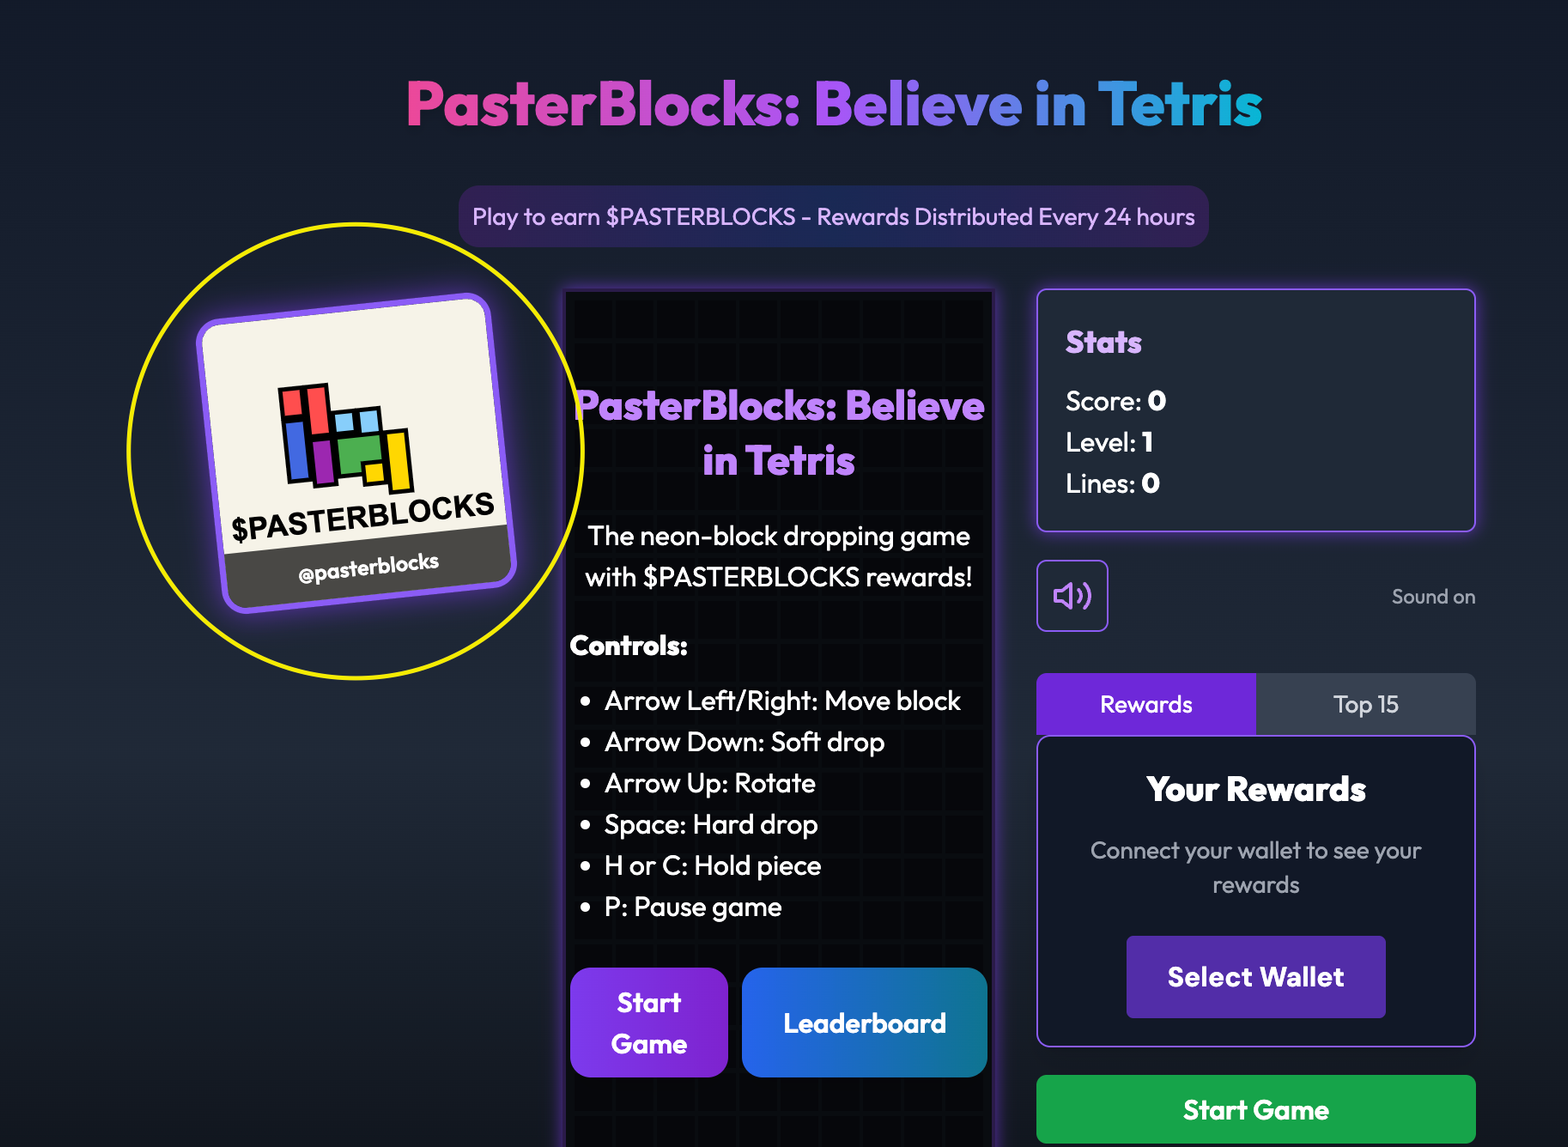 PasterBlocks: Believe in Tetris
Play to earn $PASTERBLOCKS - Rewards Distributed Every 24 hours
$PASTERBLOCKS
@pasterblocks
PasterBlocks: Believe
in Tetris
The neon-block dropping game
with $PASTERBLOCKS rewards!
Controls:
• Arrow Left/Right: Move block
• Arrow Down: Soft drop
• Arrow Up: Rotate
• Space: Hard drop
• H or C: Hold piece
• P: Pause game
Start
Game
Leaderboard
Stats
Score: 0
Level: 1
Lines: 0
Sound on
Rewards
Top 15
Your Rewards
Connect your wallet to see your
rewards
Select Wallet
Start Game